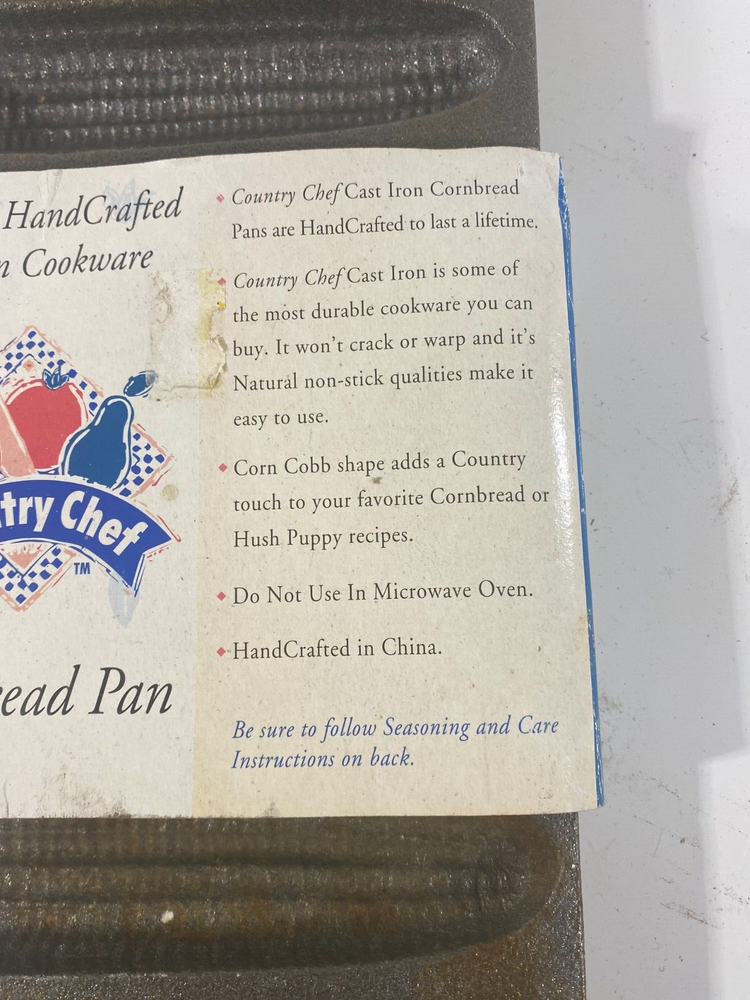 HandCrafted
Cookware
Chef
TM
Pan
Country Chef Cast Iron Cornbread
Pans are HandCrafted to last a lifetime.
Country Chef Cast Iron is some of
the most durable cookware you can
buy. It won't crack or warp and it's
Natural non-stick qualities make it
easy to use.
Corn Cobb shape adds a Country
touch to your favorite Cornbread or
Hush Puppy recipes.
Do Not Use In Microwave Oven.
HandCrafted in China.
Be sure to follow Seasoning and Care
Instructions on back.